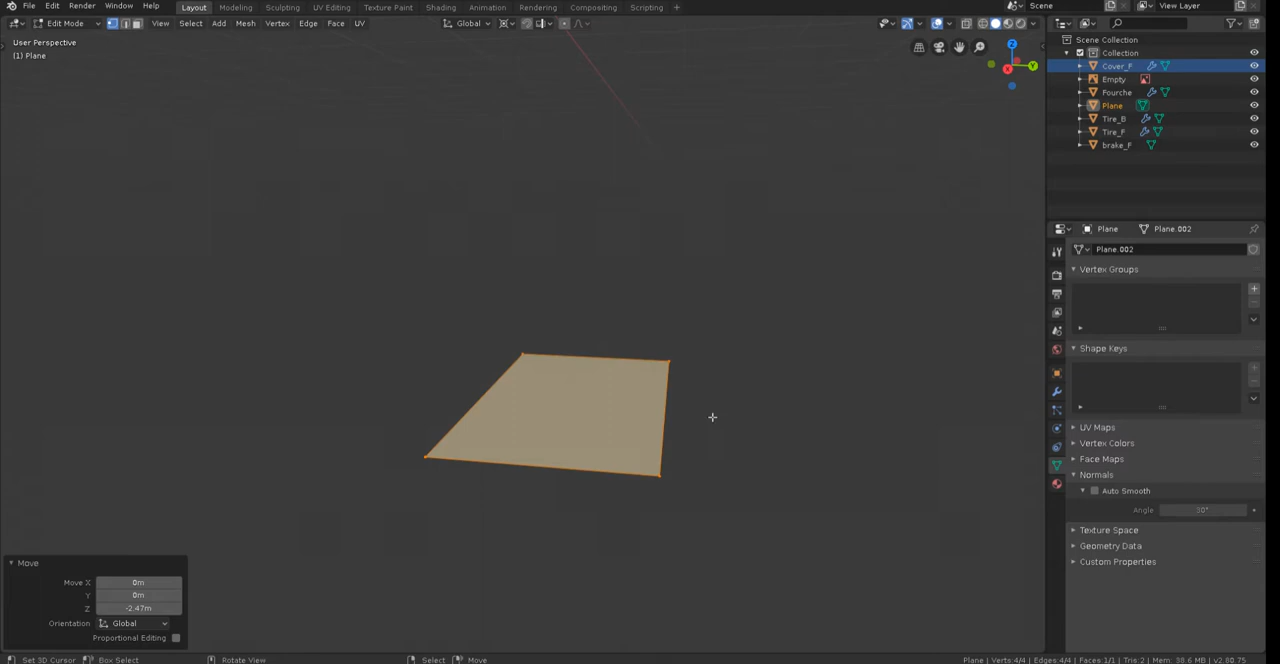 File Edit Render Window Help Layout Modeling Sculpting UV Editing Texture Paint Shading Animation Rendering Compositing Scripting + Scene View Layer
Edit Mode View Select Add Mesh Vertex Edge Face UV Global
User Perspective
(1) Plane
Scene Collection
Collection
Cover_F
Empty
Fourche
Plane
Tire_B
Tire_F
brake_F
Z
Y
X
Plane Plane.002
Plane.002
Vertex Groups
Shape Keys
UV Maps
Vertex Colors
Face Maps
Normals
Auto Smooth
Angle 30°
Texture Space
Geometry Data
Custom Properties
Move
Move X 0m
Y 0m
Z -2.47m
Orientation Global
Proportional Editing
Set 3D Cursor Box Select Rotate View Select Move Plane | Verts:4/4 | Edges:4/4 | Faces:1/1 | Tris:2 | Mem: 38.6 MB | v2.80.75